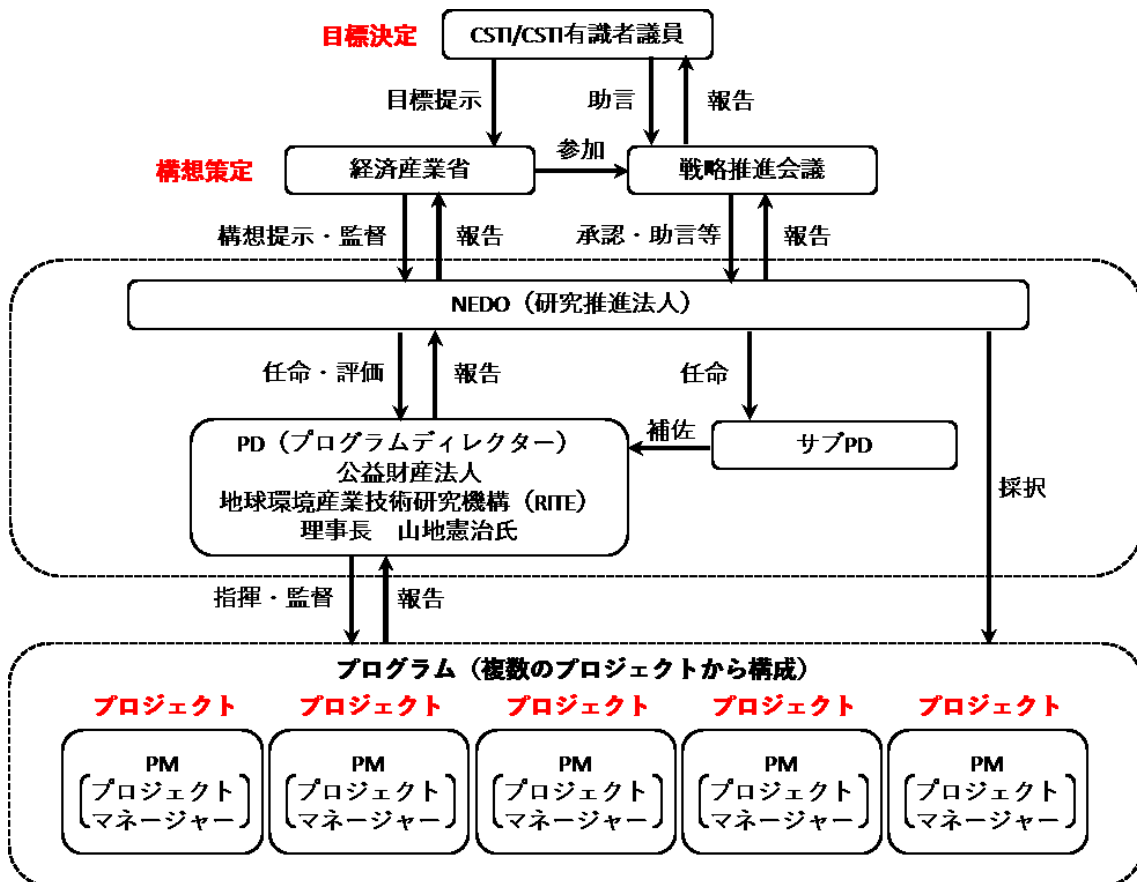 目標決定
CSTI/CSTI有識者議員
目標提示
助言
報告
構想策定
経済産業省
参加
戦略推進会議
構想提示・監督
報告
承認・助言等
報告
NEDO（研究推進法人）
任命・評価
報告
任命
PD（プログラムディレクター）
公益財産法人
地球環境産業技術研究機構（RITE）
理事長　山地憲治氏
補佐
サブPD
採択
指揮・監督
報告
プログラム（複数のプロジェクトから構成）
プロジェクト
プロジェクト
プロジェクト
プロジェクト
プロジェクト
PM
プロジェクト
マネージャー
PM
プロジェクト
マネージャー
PM
プロジェクト
マネージャー
PM
プロジェクト
マネージャー
PM
プロジェクト
マネージャー